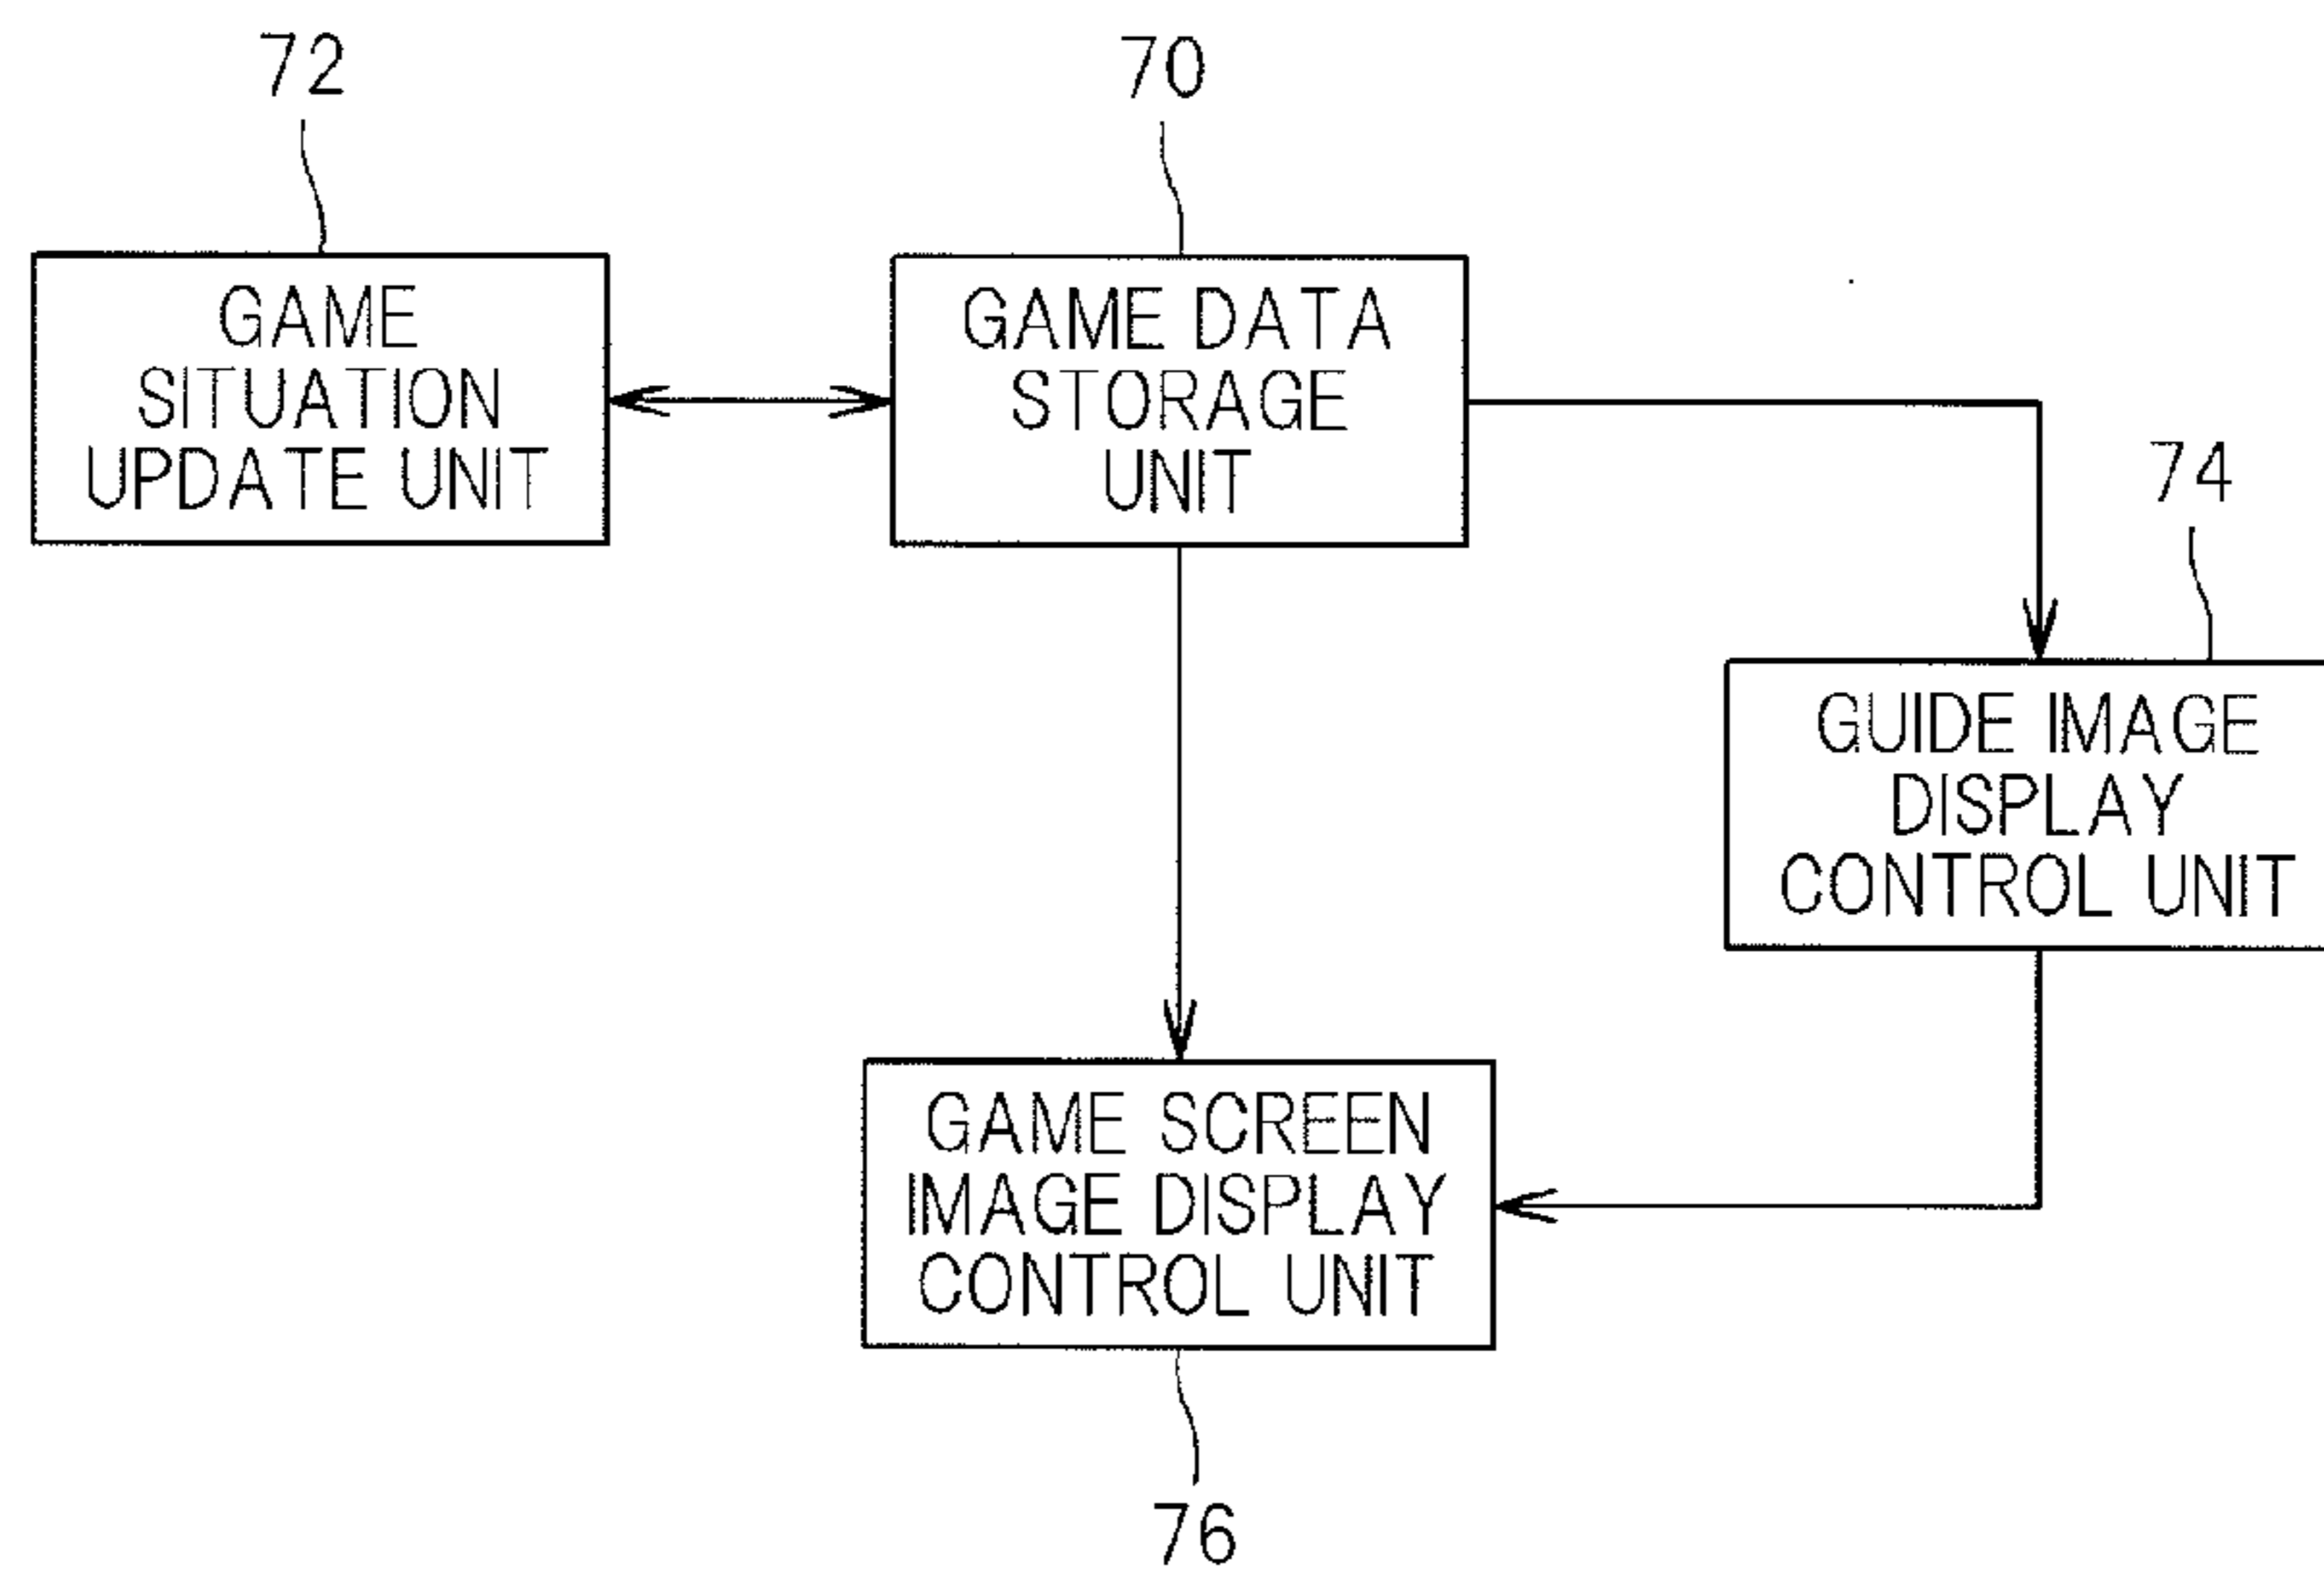 72
70
GAME
SITUATION
UPDATE UNIT
GAME DATA
STORAGE
UNIT
74
GUIDE IMAGE
DISPLAY
CONTROL UNIT
GAME SCREEN
IMAGE DISPLAY
CONTROL UNIT
76